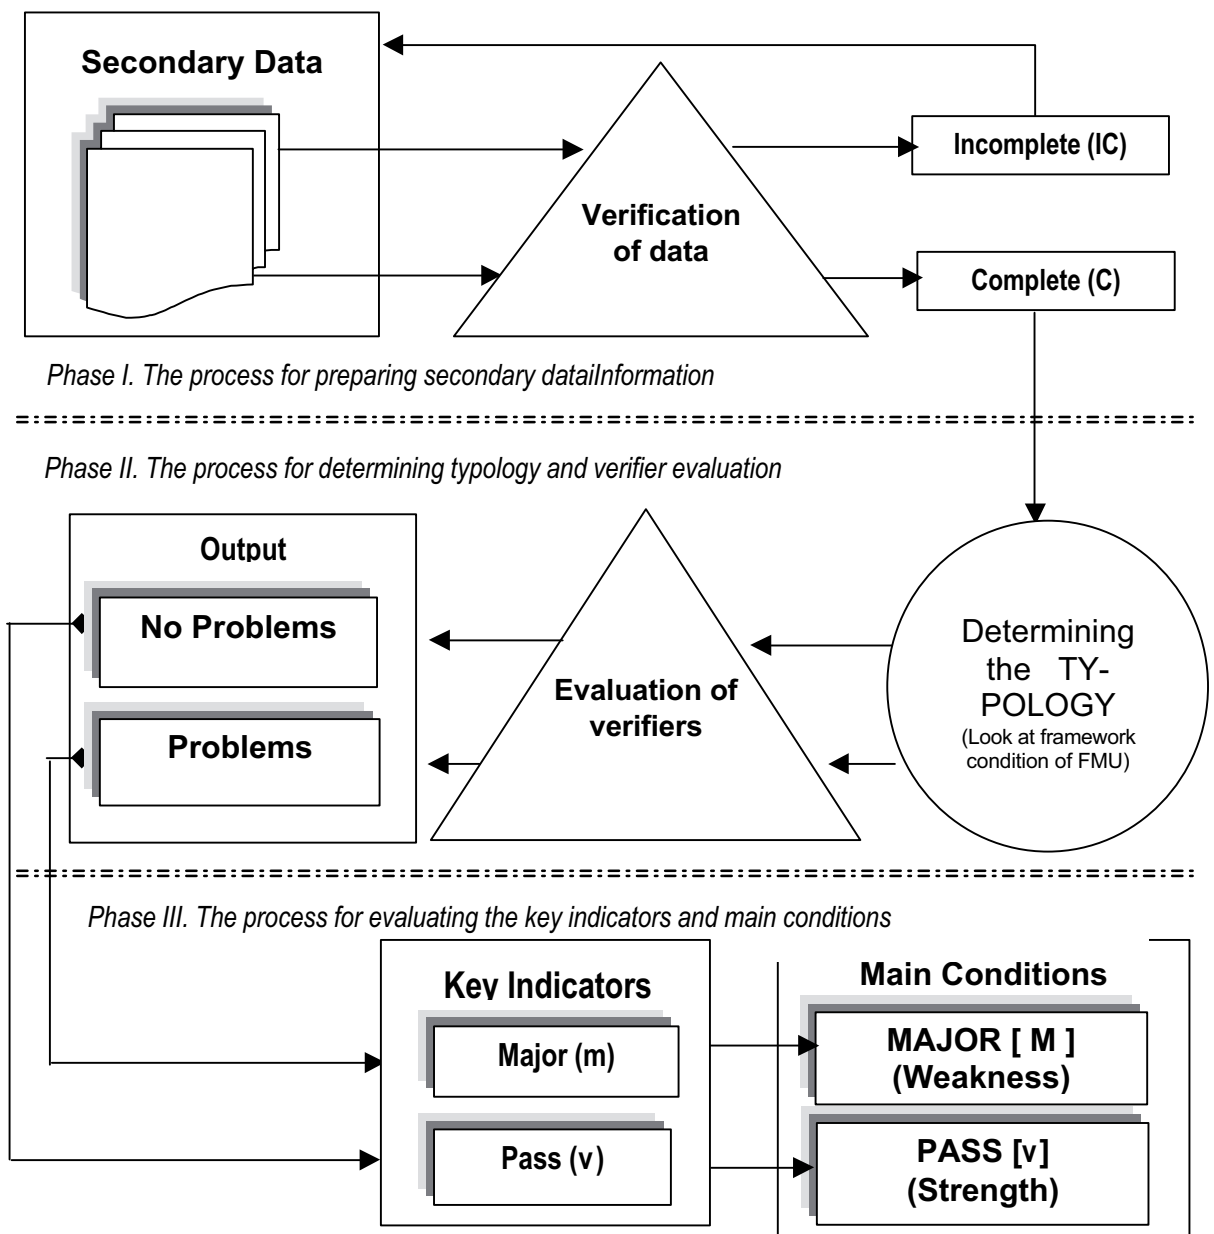 Secondary Data
Verification
of data
Incomplete (IC)
Complete (C)
Phase I. The process for preparing secondary dataiInformation
Phase II. The process for determining typology and verifier evaluation
Output
No Problems
Problems
Evaluation of
verifiers
Determining
the TY-
POLOGY
(Look at framework
condition of FMU)
Phase III. The process for evaluating the key indicators and main conditions
Key Indicators
Major (m)
Pass (v)
Main Conditions
MAJOR [ M ]
(Weakness)
PASS [v]
(Strength)